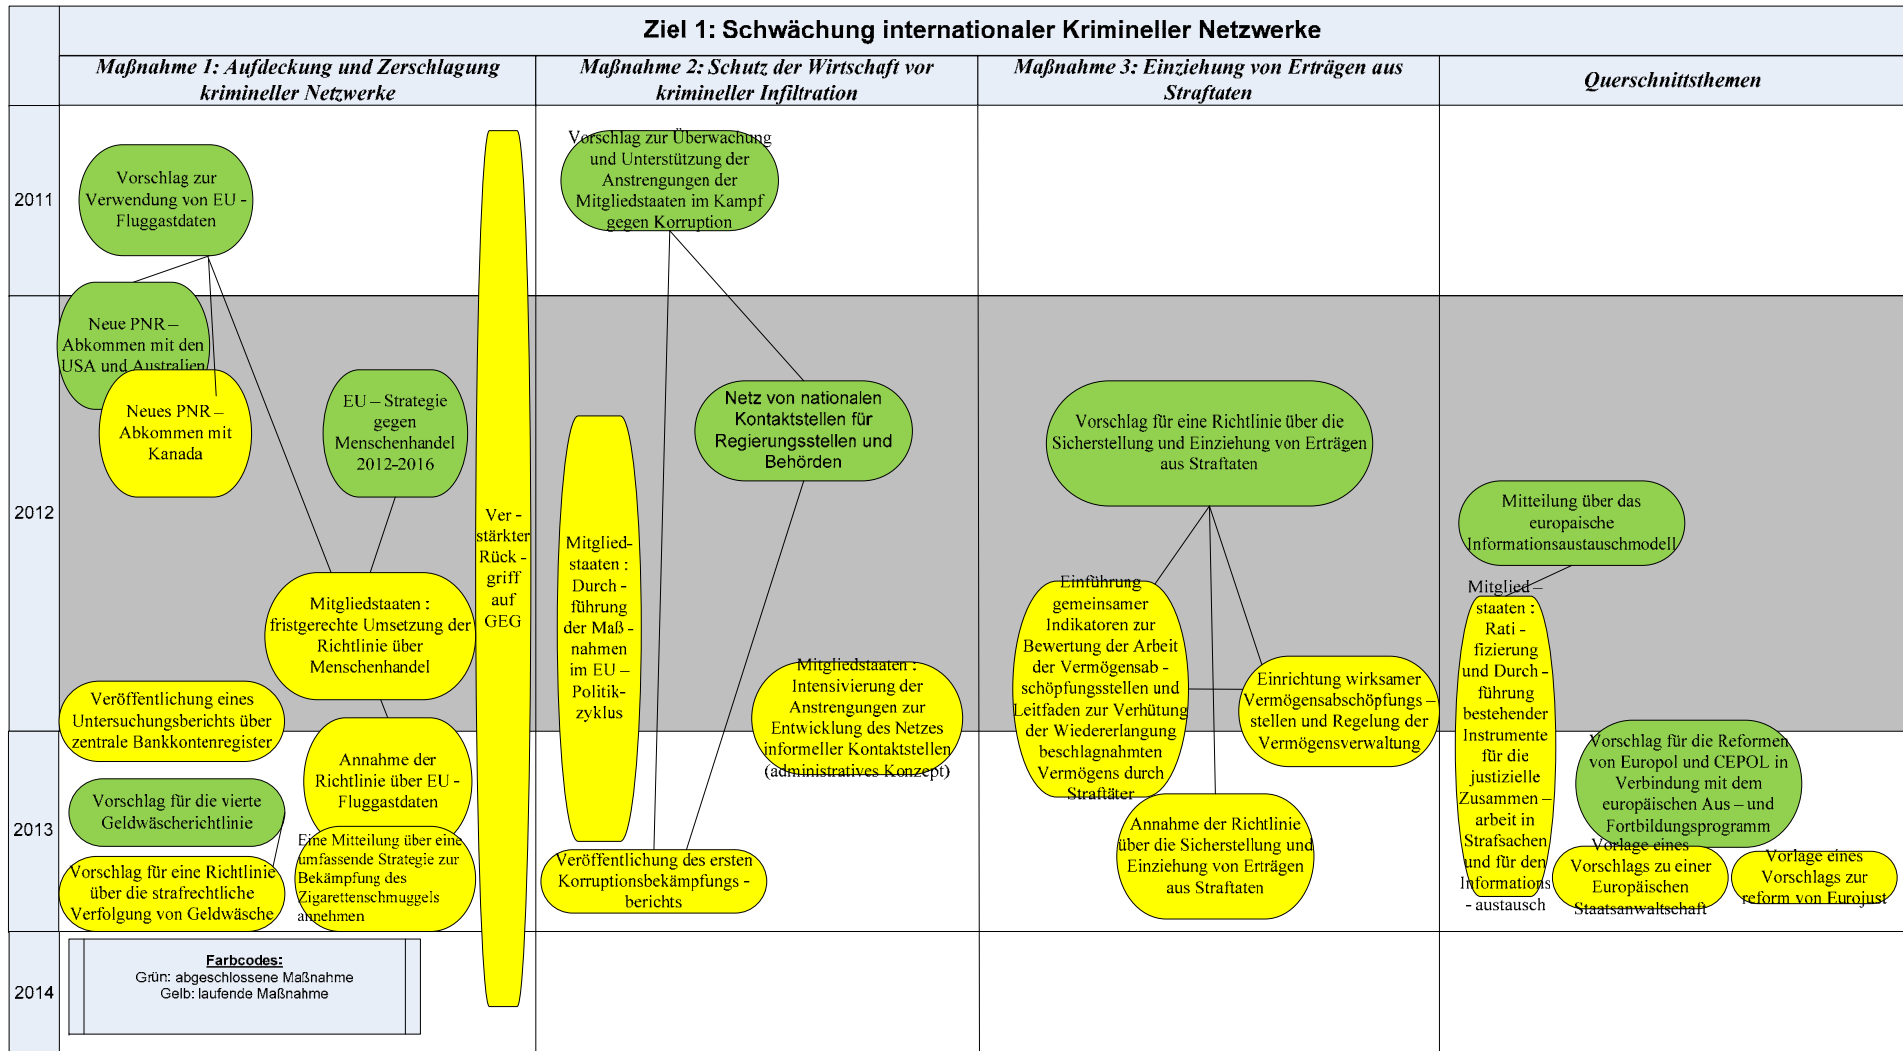 Ziel 1: Schwächung internationaler Krimineller Netzwerke
Maßnahme 1: Aufdeckung und Zerschlagung
krimineller Netzwerke
Maßnahme 2: Schutz der Wirtschaft vor
krimineller Infiltration
Maßnahme 3: Einziehung von Erträgen aus
Straftaten
Querschnittsthemen
2011
Vorschlag zur
Verwendung von EU -
Fluggastdaten
Vorschlag zur Überwachung
und Unterstützung der
Anstrengungen der
Mitgliedstaaten im Kampf
gegen Korruption
2012
Neue PNR –
Abkommen mit den
USA und Australien
Neues PNR –
Abkommen mit
Kanada
EU – Strategie
gegen
Menschenhandel
2012-2016
Mitgliedstaaten :
fristgerechte Umsetzung der
Richtlinie über
Menschenhandel
Veröffentlichung eines
Untersuchungsberichts über
zentrale Bankkontenregister
Ver -
stärkter
Rück -
griff
auf
GEG
Mitglied-
staaten :
Durch -
führung
der Maß -
nahmen
im EU –
Politik-
zyklus
Netz von nationalen
Kontaktstellen für
Regierungsstellen und
Behörden
Mitgliedstaaten :
Intensivierung der
Anstrengungen zur
Entwicklung des Netzes
informeller Kontaktstellen
(administratives Konzept)
Vorschlag für eine Richtlinie über die
Sicherstellung und Einziehung von Erträgen
aus Straftaten
Einführung
gemeinsamer
Indikatoren zur
Bewertung der Arbeit
der Vermögensab -
schöpfungsstellen und
Leitfaden zur Verhütung
der Wiedererlangung
beschlagnahmten
Vermögens durch
Straftäter
Einrichtung wirksamer
Vermögensabschöpfungs –
stellen und Regelung der
Vermögensverwaltung
Mitteilung über das
europaische
Informationsaustauschmodell
Mitglied –
staaten :
Rati -
fizierung
und Durch -
führung
bestehender
Instrumente
für die
justizielle
Zusammen –
arbeit in
Strafsachen
und für den
Informations
- austausch
2013
Annahme der
Richtlinie über EU -
Fluggastdaten
Vorschlag für die vierte
Geldwäscherichtlinie
Eine Mitteilung über eine
umfassende Strategie zur
Bekämpfung des
Zigarettenschmuggels
annehmen
Vorschlag für eine Richtlinie
über die strafrechtliche
Verfolgung von Geldwäsche
Veröffentlichung des ersten
Korruptionsbekämpfungs -
berichts
Annahme der Richtlinie
über die Sicherstellung und
Einziehung von Erträgen
aus Straftaten
Vorschlag für die Reformen
von Europol und CEPOL in
Verbindung mit dem
europäischen Aus – und
Fortbildungsprogramm
Vorlage eines
Vorschlags zu einer
Europäischen
Staatsanwaltschaft
Vorlage eines
Vorschlags zur
reform von Eurojust
2014
Farbcodes:
Grün: abgeschlossene Maßnahme
Gelb: laufende Maßnahme